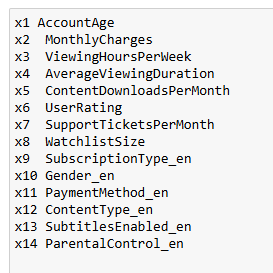 x1 AccountAge
x2  MonthlyCharges
x3  ViewingHoursPerWeek
x4  AverageViewingDuration
x5  ContentDownloadsPerMonth
x6  UserRating
x7  SupportTicketsPerMonth
x8  WatchlistSize
x9  SubscriptionType_en
x10 Gender_en
x11 PaymentMethod_en
x12 ContentType_en
x13 SubtitlesEnabled_en
x14 ParentalControl_en